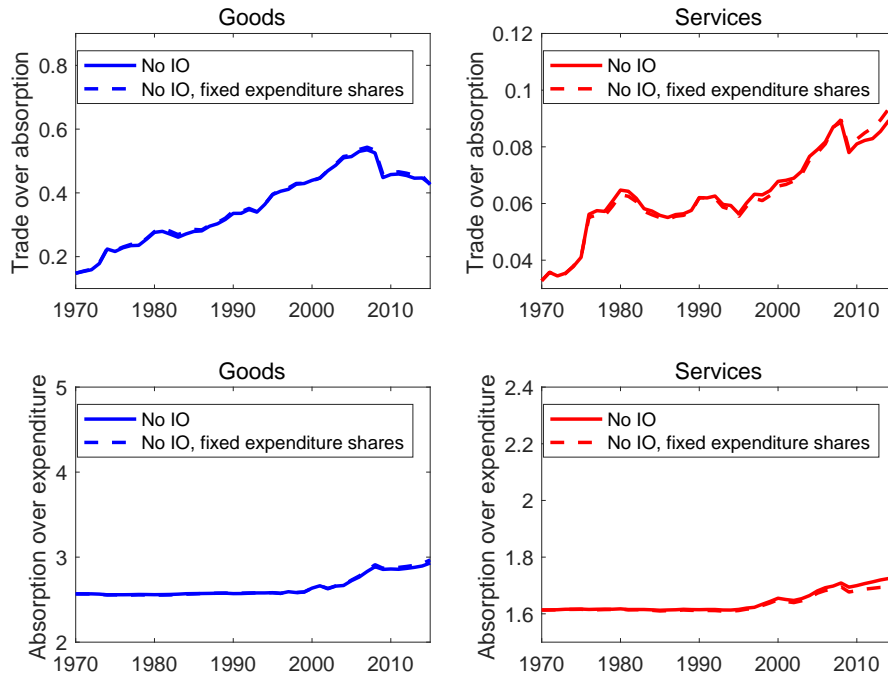 Goods
Trade over absorption
0.8
0.6
0.4
0.2
No IO
No IO, fixed expenditure shares
1970 1980 1990 2000 2010
Services
Trade over absorption
0.12
0.1
0.08
0.06
0.04
No IO
No IO, fixed expenditure shares
1970 1980 1990 2000 2010
Goods
Absorption over expenditure
5
4
3
2
No IO
No IO, fixed expenditure shares
1970 1980 1990 2000 2010
Services
Absorption over expenditure
2.4
2.2
2
1.8
1.6
No IO
No IO, fixed expenditure shares
1970 1980 1990 2000 2010